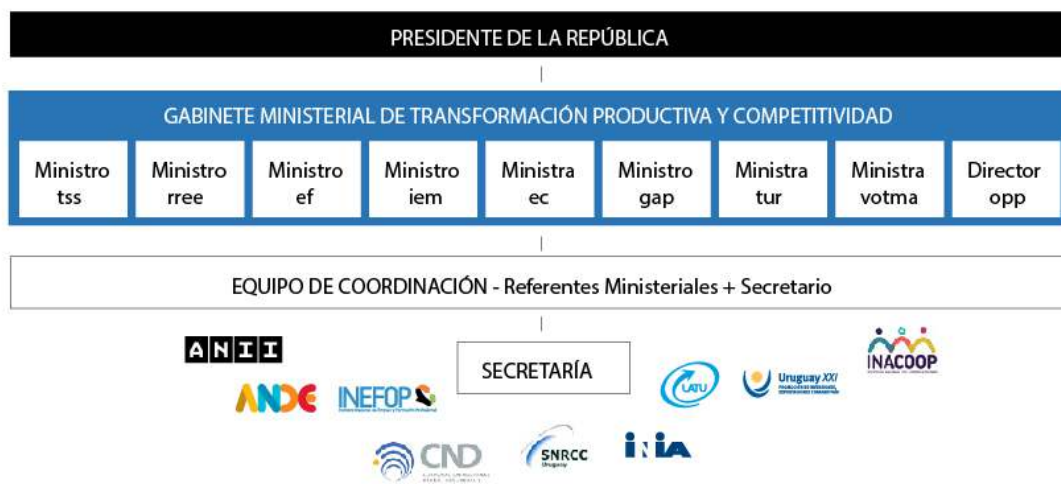 PRESIDENTE DE LA REPÚBLICA
GABINETE MINISTERIAL DE TRANSFORMACIÓN PRODUCTIVA Y COMPETITIVIDAD
Ministro
tss
Ministro
rree
Ministro
ef
Ministro
iem
Ministra
ec
Ministro
gap
Ministra
tur
Ministra
votma
Director
opp
EQUIPO DE COORDINACIÓN - Referentes Ministeriales + Secretario
ANII
SECRETARÍA
INACOOP
ANDE
INEFOP
LATU
Uruguay XXI
CND
SNRCC
Uruguay
iNiA